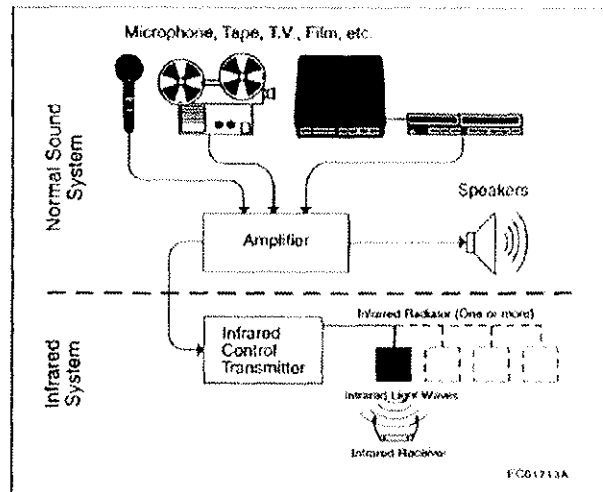 Microphone, Tape, T.V., Film, etc.
Normal Sound
System
Speakers
Amplifier
Infrared Radiator (One or more)
Infrared
Control
Transmitter
Infrared
System
Infrared Light Waves
Infrared Receiver
FC01713A